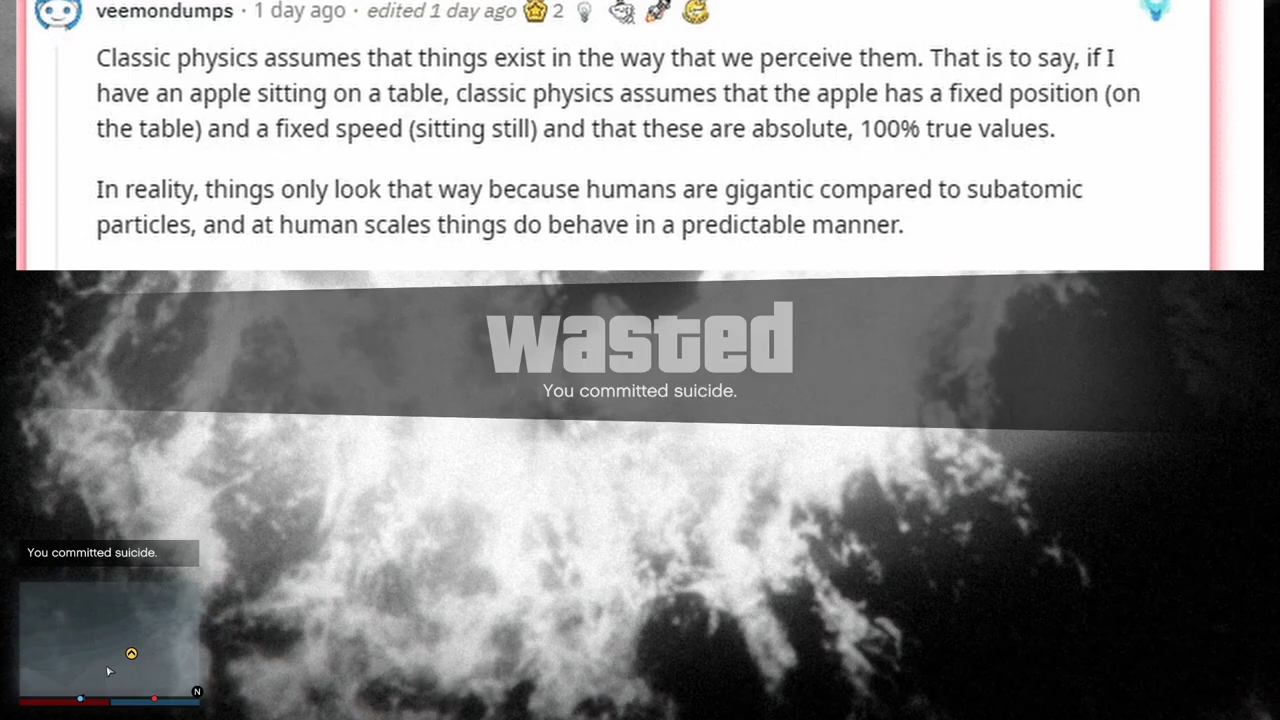 veemondumps · 1 day ago · edited 1 day ago 2
Classic physics assumes that things exist in the way that we perceive them. That is to say, if I
have an apple sitting on a table, classic physics assumes that the apple has a fixed position (on
the table) and a fixed speed (sitting still) and that these are absolute, 100% true values.
In reality, things only look that way because humans are gigantic compared to subatomic
particles, and at human scales things do behave in a predictable manner.
wasted
You committed suicide.
You committed suicide.
N